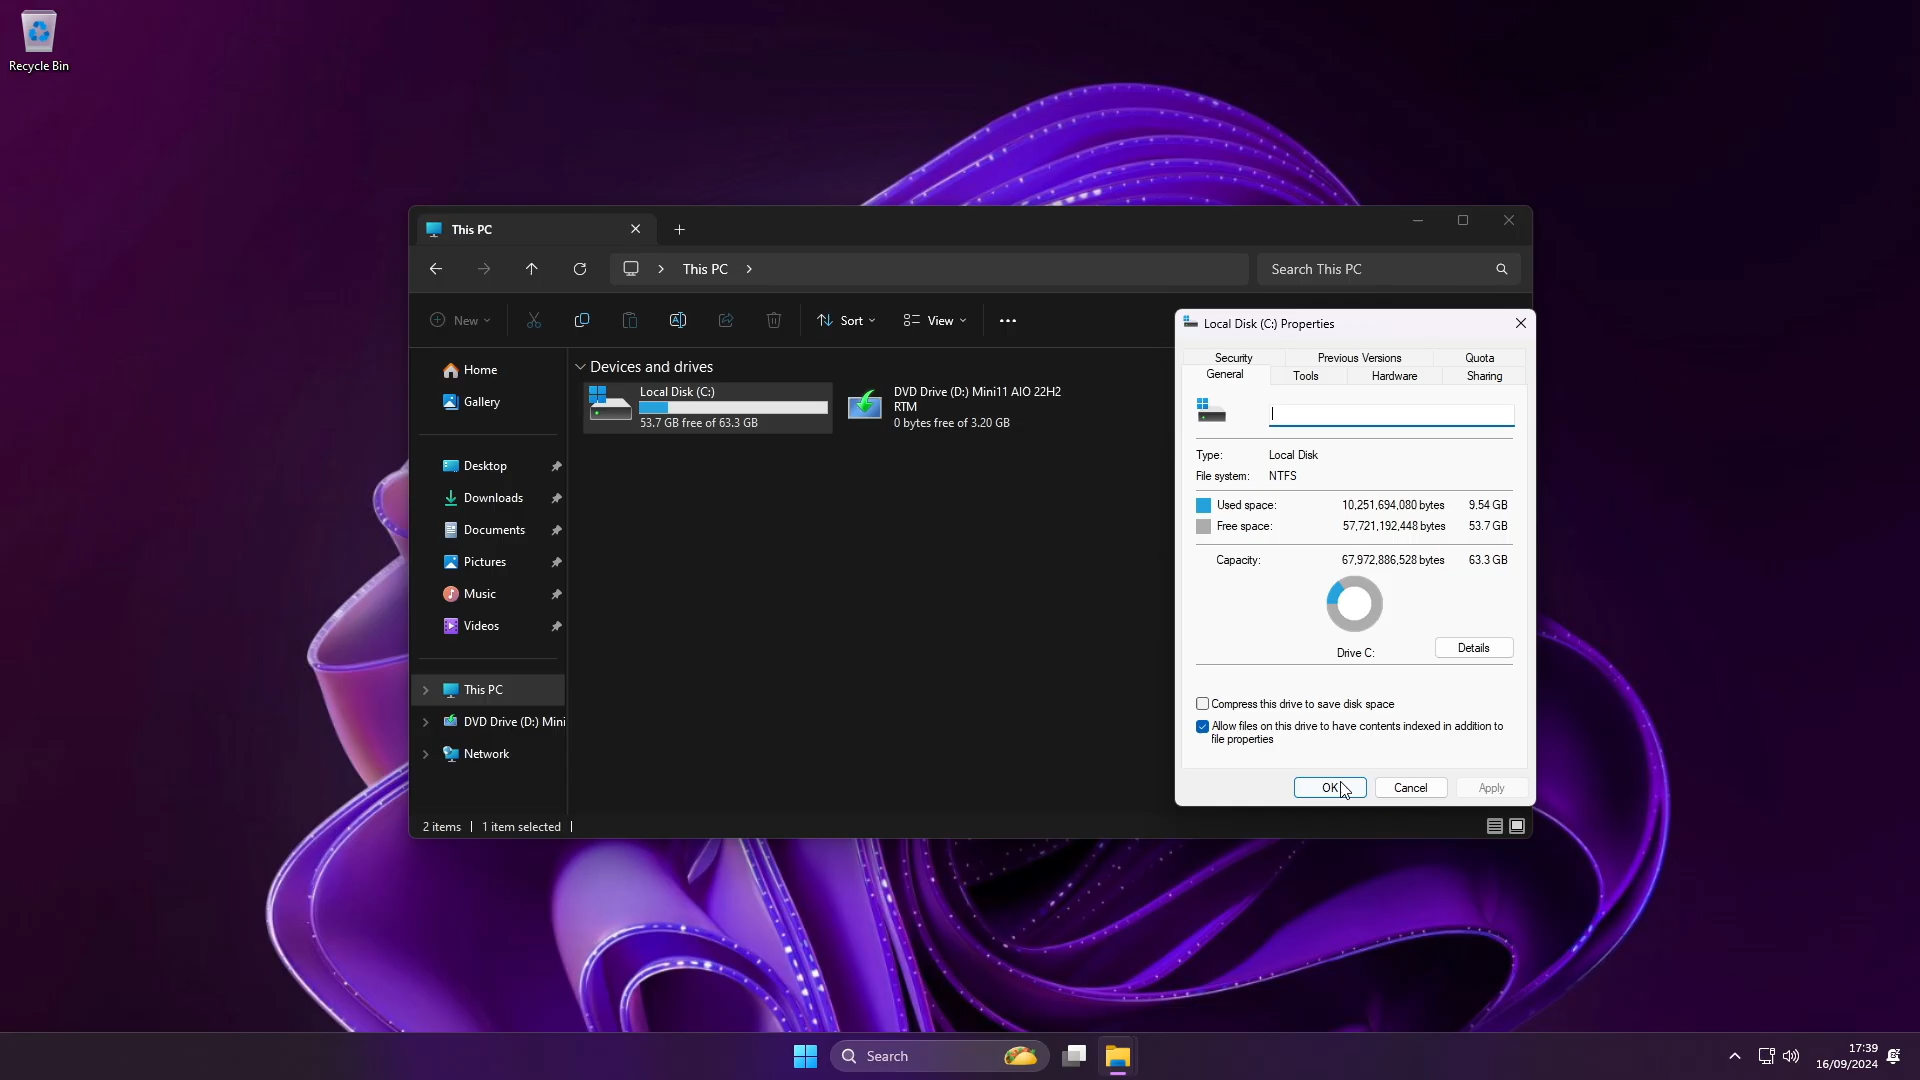 Recycle Bin
This PC
This PC
Search This PC
New
Sort
View
Home
Gallery
Desktop
Downloads
Documents
Pictures
Music
Videos
This PC
DVD Drive (D:) Mini
Network
Devices and drives
Local Disk (C:)
53.7 GB free of 63.3 GB
DVD Drive (D:) Mini11 AIO 22H2
RTM
0 bytes free of 3.20 GB
2 items
1 item selected
Local Disk (C:) Properties
Security Previous Versions Quota
General Tools Hardware Sharing
Type: Local Disk
File system: NTFS
Used space: 10,251,694,080 bytes 9.54 GB
Free space: 57,721,192,448 bytes 53.7 GB
Capacity: 67,972,886,528 bytes 63.3 GB
Drive C:
Details
Compress this drive to save disk space
Allow files on this drive to have contents indexed in addition to
file properties
OK Cancel Apply
Search
17:39
16/09/2024